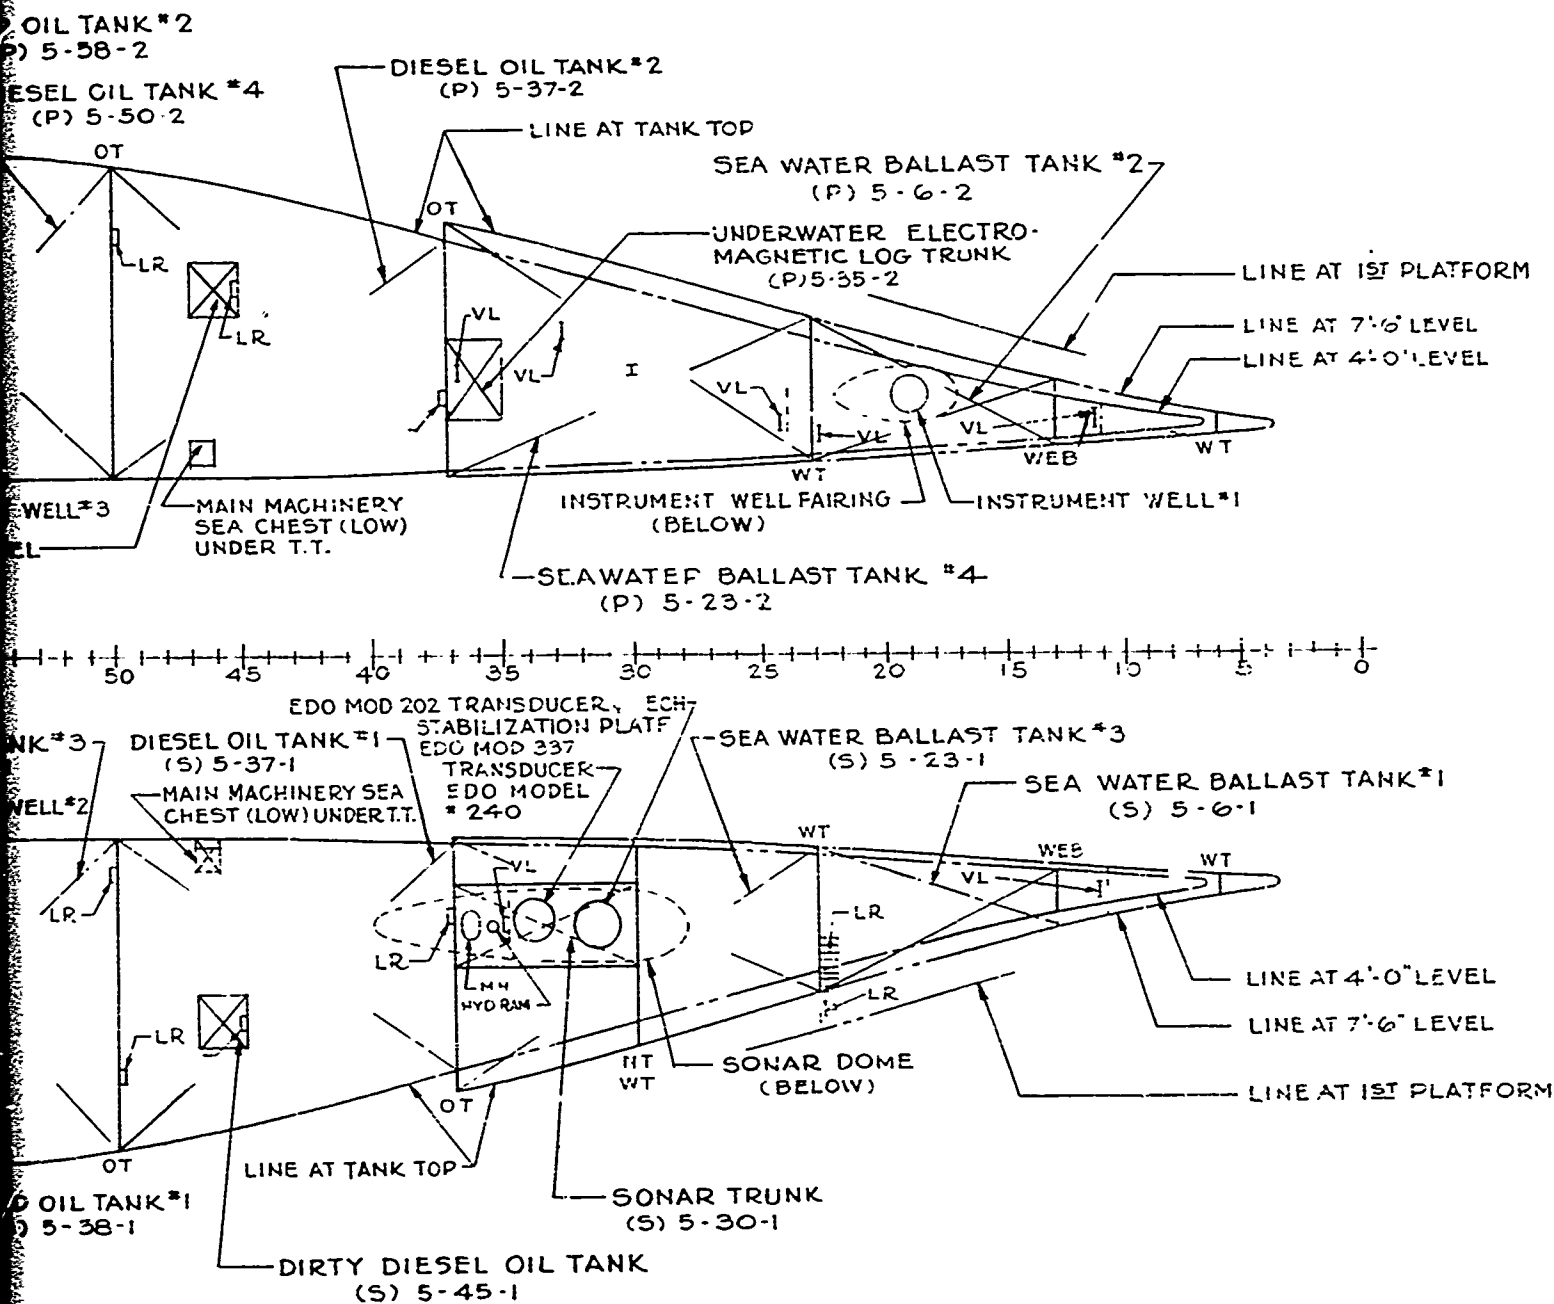 OIL TANK #2
(P) 5-58-2
OIL TANK #4
(P) 5-50-2
OT
DIESEL OIL TANK #2
(P) 5-37-2
LINE AT TANK TOP
SEA WATER BALLAST TANK #2
(P) 5-6-2
OT
UNDERWATER ELECTRO-
MAGNETIC LOG TRUNK
(P) 5-35-2
LINE AT 1ST PLATFORM
LINE AT 7'-6" LEVEL
LINE AT 4'-0" LEVEL
LR
LR
VL
VL
I
VL
VL
VL
WEB
WT
WT
WELL #3
MAIN MACHINERY
SEA CHEST (LOW)
UNDER T.T.
INSTRUMENT WELL FAIRING
(BELOW)
INSTRUMENT WELL #1
SEA WATER BALLAST TANK #4
(P) 5-23-2
50 45 40 35 30 25 20 15 10 5 0
EDO MOD 202 TRANSDUCER, ECH-
STABILIZATION PLATF
EDO MOD 337
TRANSDUCER
EDO MODEL
# 240
#3
DIESEL OIL TANK #1
(S) 5-37-1
SEA WATER BALLAST TANK #3
(S) 5-23-1
SEA WATER BALLAST TANK #1
(S) 5-6-1
WELL #2
MAIN MACHINERY SEA
CHEST (LOW) UNDER T.T.
WT
WEB
WT
VL
VL
I
LR
LR
LR
MH
HYD RAM
LR
LR
LINE AT 4'-0" LEVEL
LINE AT 7'-6" LEVEL
LINE AT 1ST PLATFORM
WT
SONAR DOME
(BELOW)
OT
OT
LINE AT TANK TOP
SONAR TRUNK
(S) 5-30-1
OIL TANK #1
5-38-1
DIRTY DIESEL OIL TANK
(S) 5-45-1